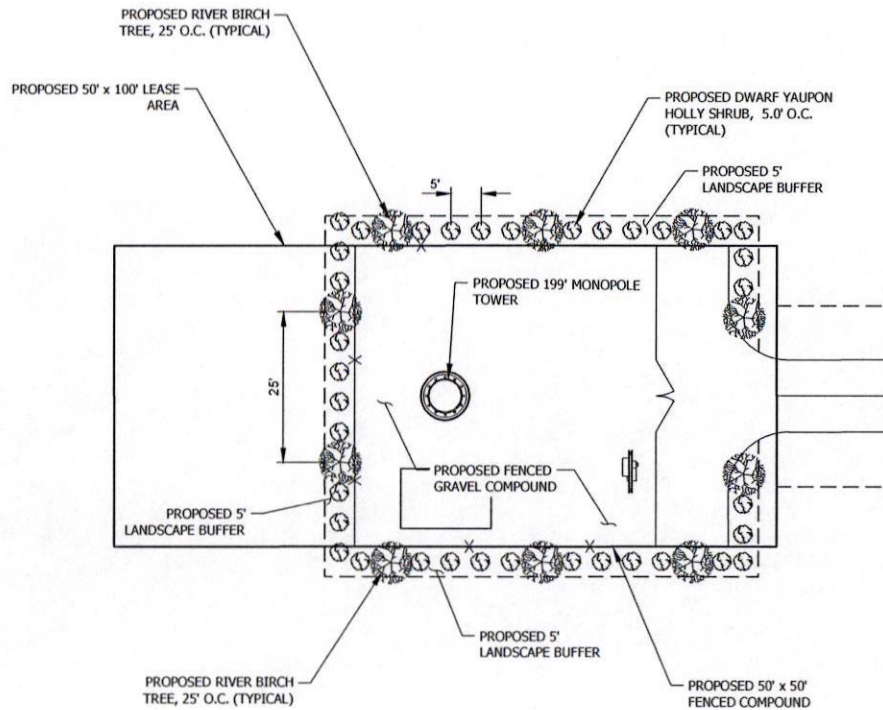 PROPOSED RIVER BIRCH
TREE, 25' O.C. (TYPICAL)
PROPOSED 50' x 100' LEASE
AREA
PROPOSED DWARF YAUPON
HOLLY SHRUB, 5.0' O.C.
(TYPICAL)
5'
PROPOSED 5'
LANDSCAPE BUFFER
PROPOSED 199' MONOPOLE
TOWER
25'
PROPOSED FENCED
GRAVEL COMPOUND
PROPOSED 5'
LANDSCAPE BUFFER
PROPOSED 5'
LANDSCAPE BUFFER
PROPOSED RIVER BIRCH
TREE, 25' O.C. (TYPICAL)
PROPOSED 50' x 50'
FENCED COMPOUND